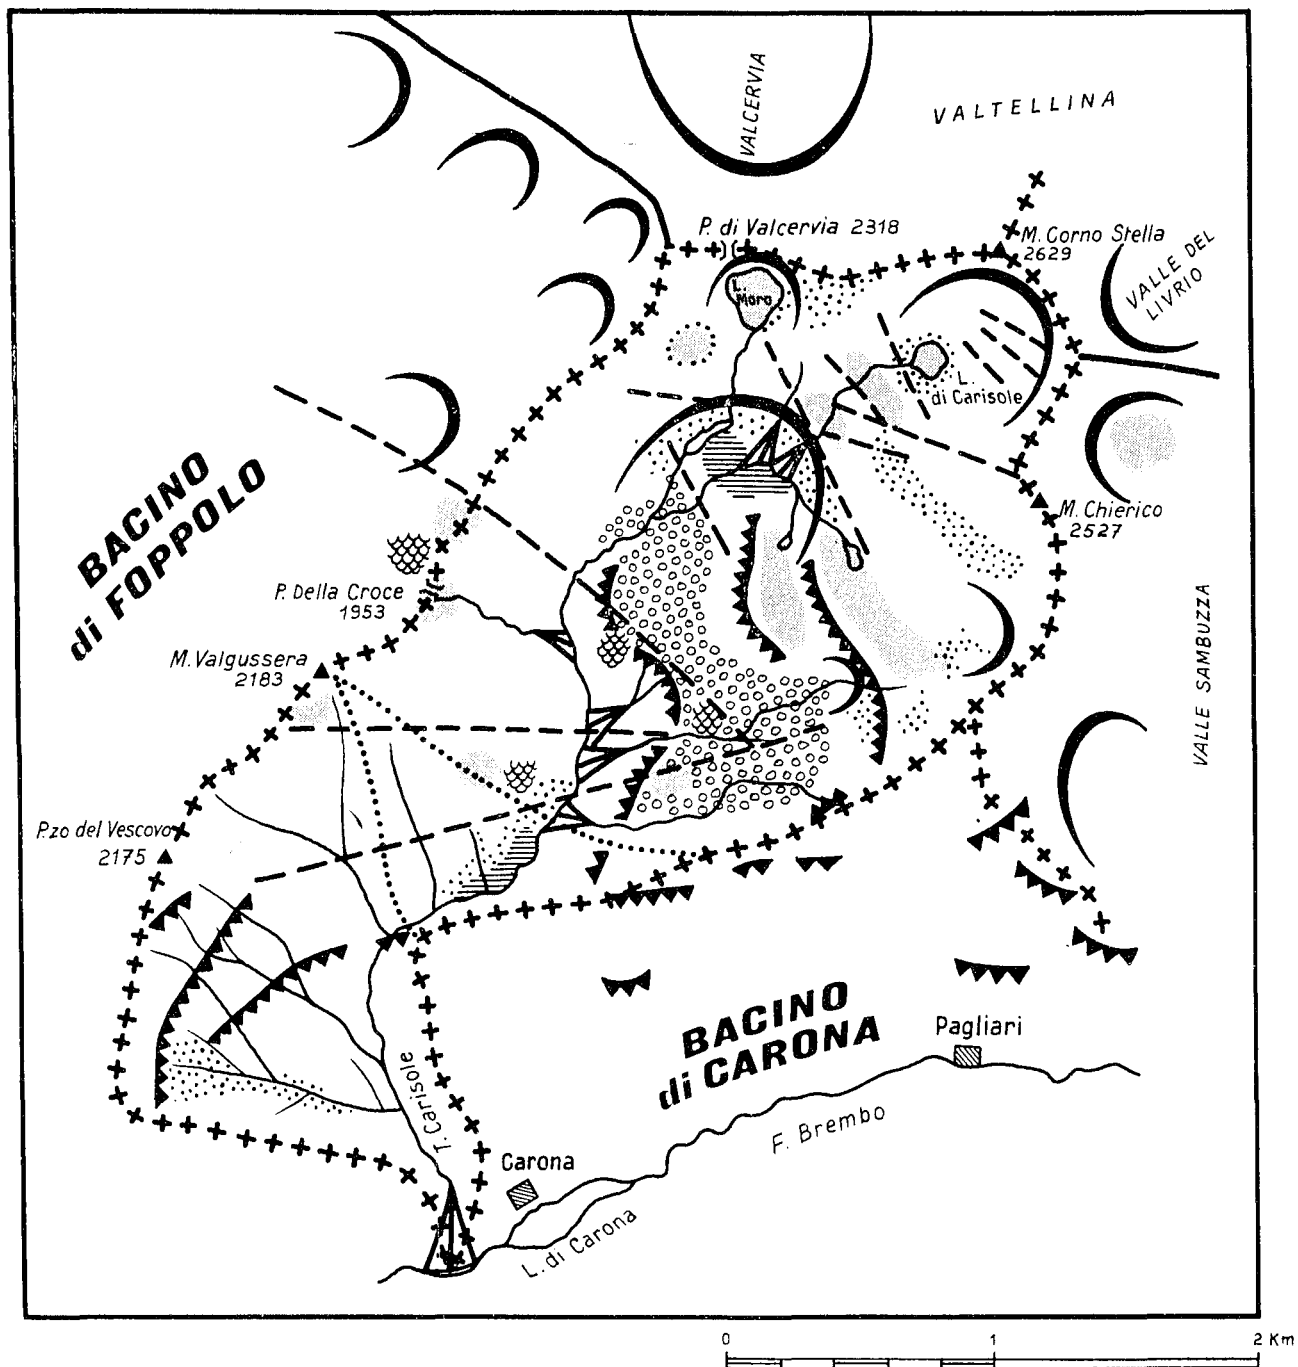 VALCERVIA
VALTELLINA
P. di Valcervia 2318
M. Corno Stella
2629
VALLE DEL
LIVRIO
L.
Moro
L.
di Carisole
BACINO
di FOPPOLO
M. Chierico
2527
P. Della Croce
1953
M. Valgussera
2183
VALLE SAMBUZZA
P.zo del Vescovo
2175
BACINO
di CARONA
Pagliari
T. Carisole
F. Brembo
Carona
L. di Carona
0 1 2 Km